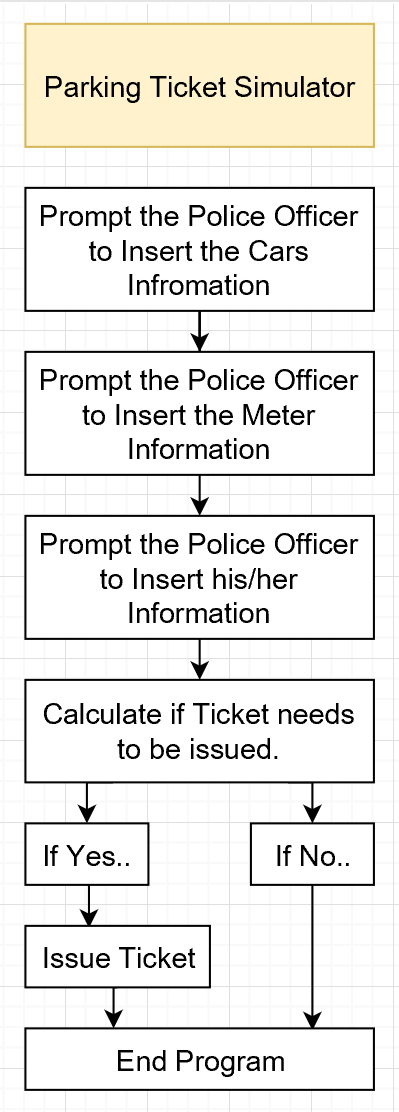 Parking Ticket Simulator
Prompt the Police Officer
to Insert the Cars
Infromation
Prompt the Police Officer
to Insert the Meter
Information
Prompt the Police Officer
to Insert his/her
Information
Calculate if Ticket needs
to be issued.
If Yes..
If No..
Issue Ticket
End Program